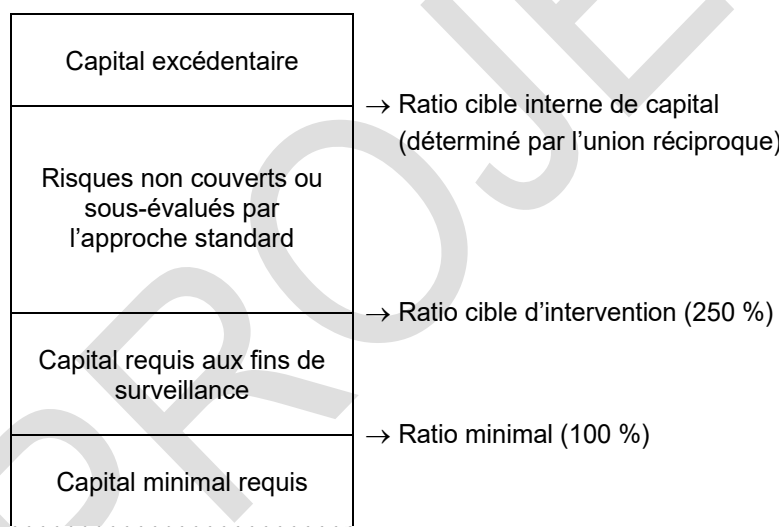 Capital excédentaire
→ Ratio cible interne de capital
(déterminé par l'union réciproque)
Risques non couverts ou
sous-évalués par
l'approche standard
→ Ratio cible d'intervention (250 %)
Capital requis aux fins de
surveillance
→ Ratio minimal (100 %)
Capital minimal requis